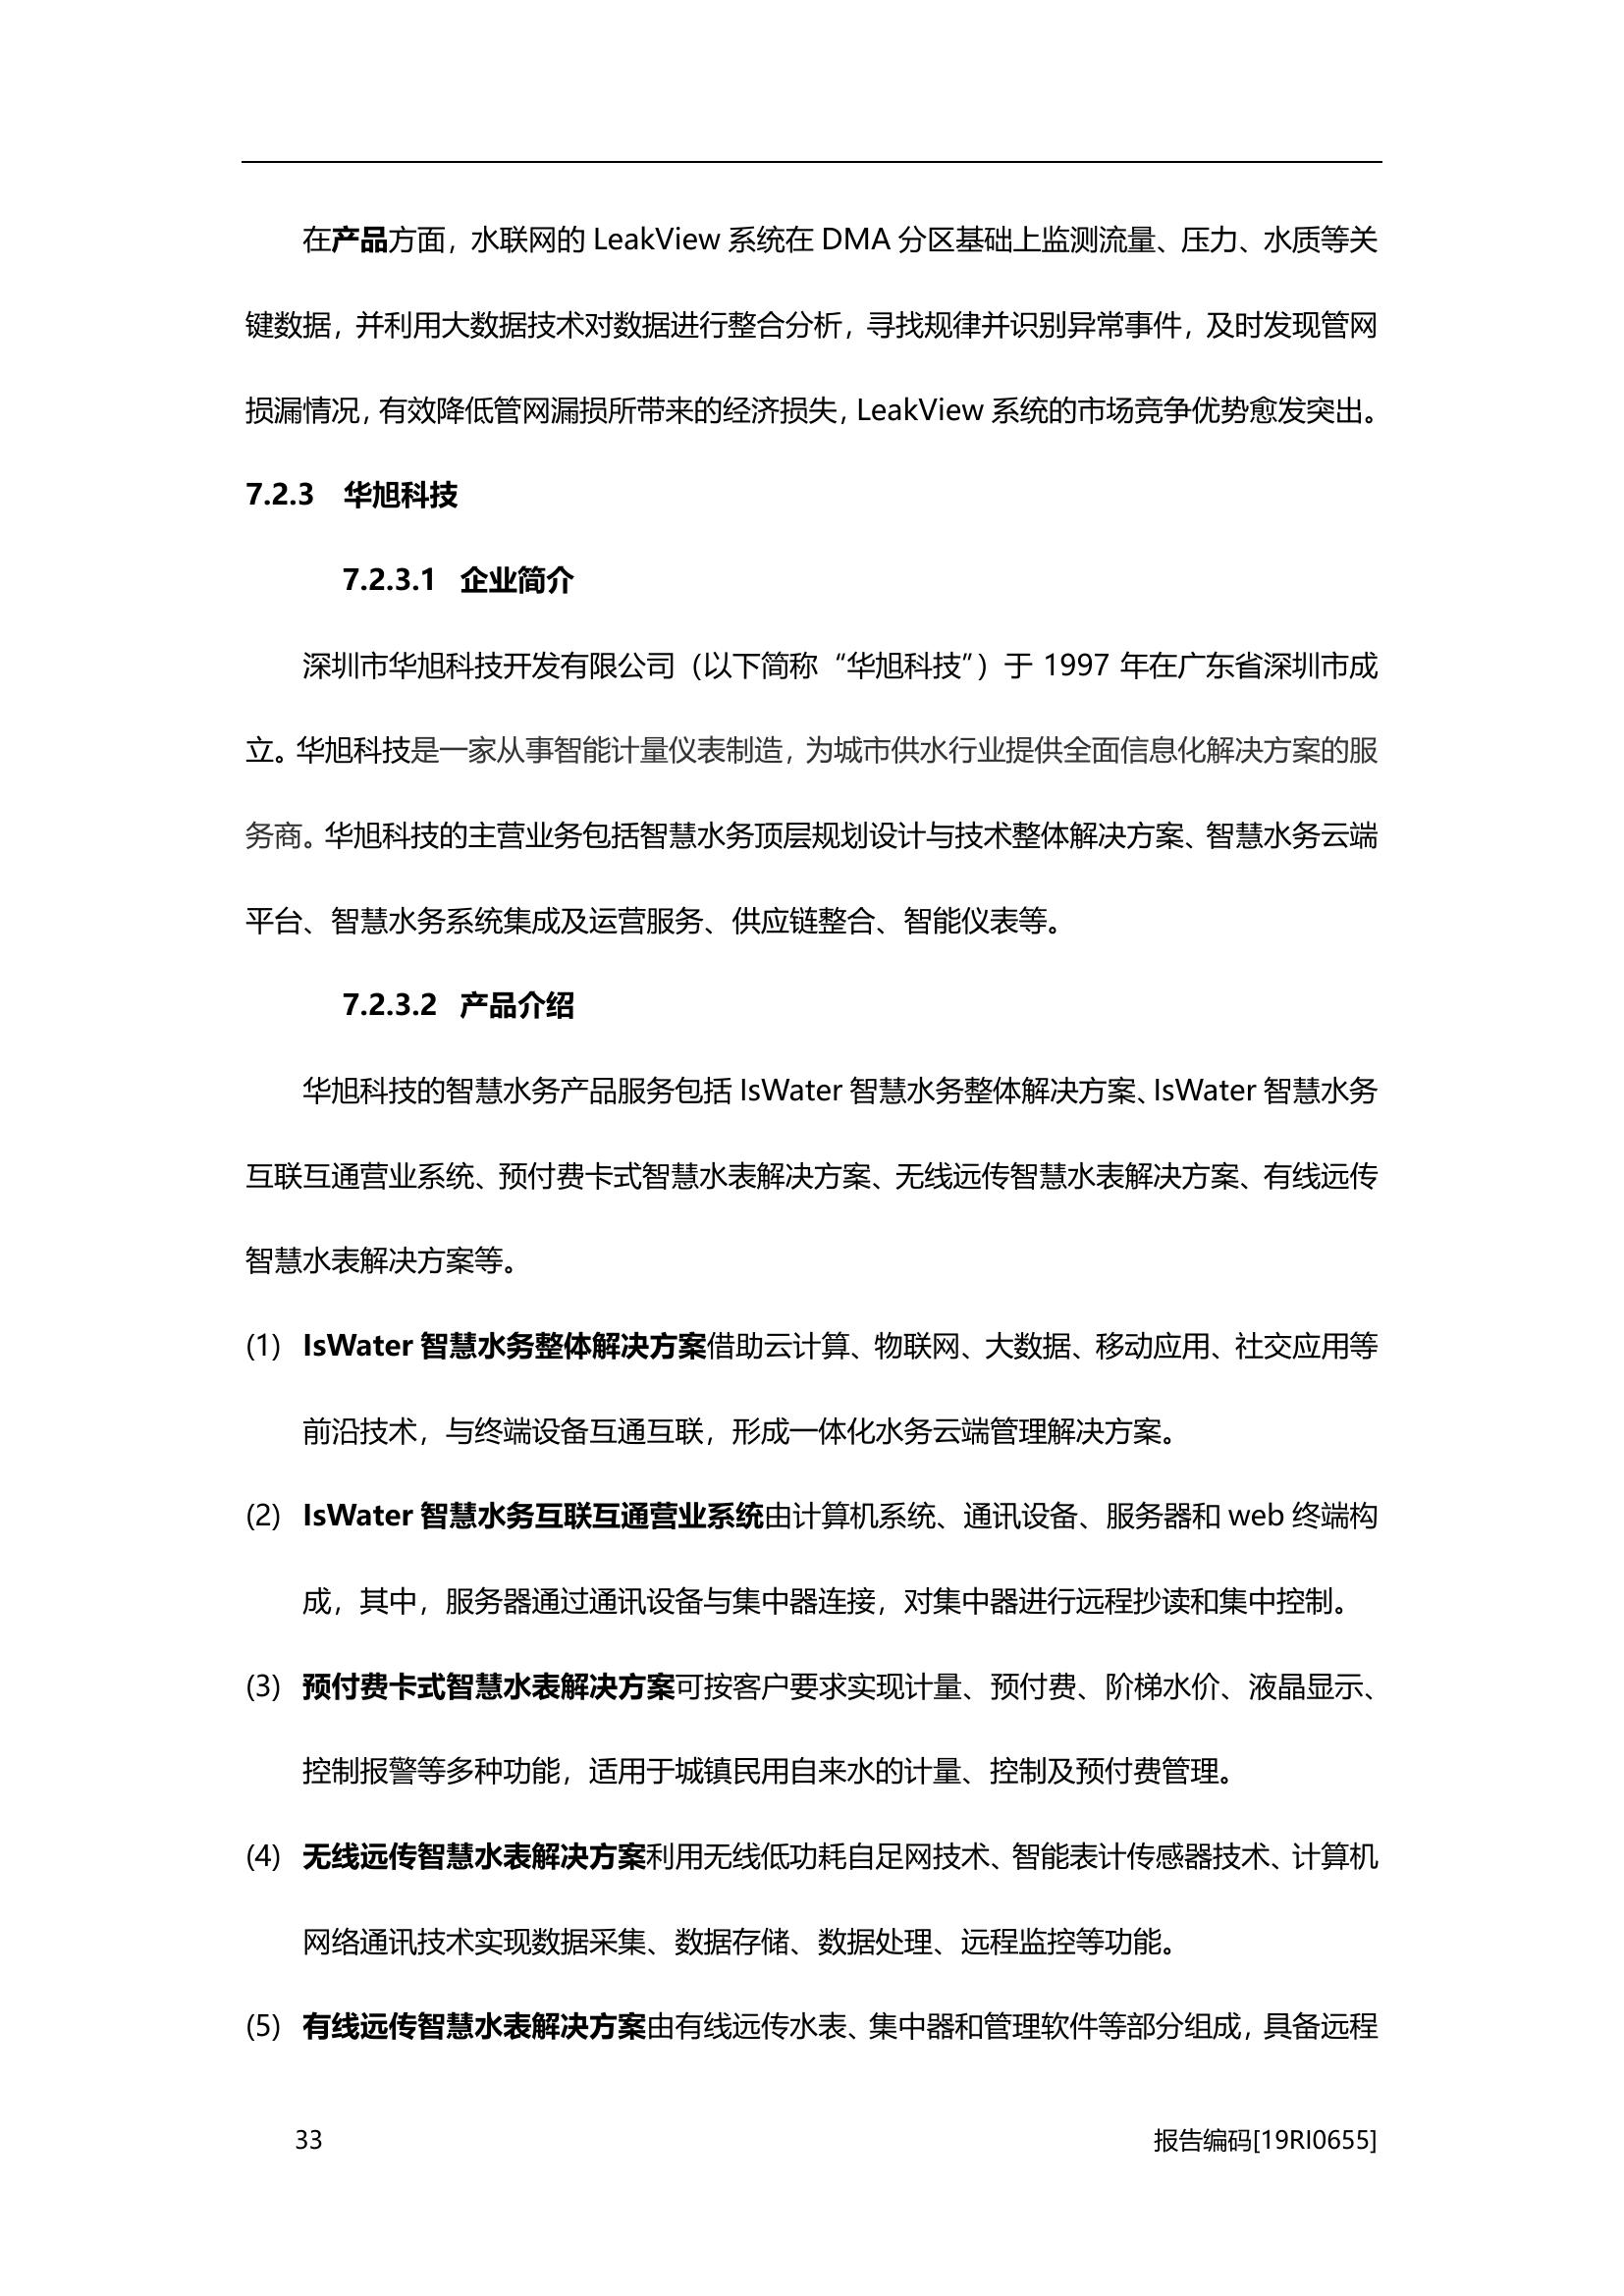 在产品方面，水联网的 LeakView 系统在 DMA 分区基础上监测流量、压力、水质等关
键数据，并利用大数据技术对数据进行整合分析，寻找规律并识别异常事件，及时发现管网
损漏情况，有效降低管网漏损所带来的经济损失，LeakView 系统的市场竞争优势愈发突出。
7.2.3 华旭科技
7.2.3.1 企业简介
深圳市华旭科技开发有限公司（以下简称“华旭科技”）于 1997 年在广东省深圳市成
立。华旭科技是一家从事智能计量仪表制造，为城市供水行业提供全面信息化解决方案的服
务商。华旭科技的主营业务包括智慧水务顶层规划设计与技术整体解决方案、智慧水务云端
平台、智慧水务系统集成及运营服务、供应链整合、智能仪表等。
7.2.3.2 产品介绍
华旭科技的智慧水务产品服务包括 IsWater 智慧水务整体解决方案、IsWater 智慧水务
互联互通营业系统、预付费卡式智慧水表解决方案、无线远传智慧水表解决方案、有线远传
智慧水表解决方案等。
(1) IsWater 智慧水务整体解决方案借助云计算、物联网、大数据、移动应用、社交应用等
前沿技术，与终端设备互通互联，形成一体化水务云端管理解决方案。
(2) IsWater 智慧水务互联互通营业系统由计算机系统、通讯设备、服务器和 web 终端构
成，其中，服务器通过通讯设备与集中器连接，对集中器进行远程抄读和集中控制。
(3) 预付费卡式智慧水表解决方案可按客户要求实现计量、预付费、阶梯水价、液晶显示、
控制报警等多种功能，适用于城镇民用自来水的计量、控制及预付费管理。
(4) 无线远传智慧水表解决方案利用无线低功耗自足网技术、智能表计传感器技术、计算机
网络通讯技术实现数据采集、数据存储、数据处理、远程监控等功能。
(5) 有线远传智慧水表解决方案由有线远传水表、集中器和管理软件等部分组成，具备远程
33 报告编码[19RI0655]